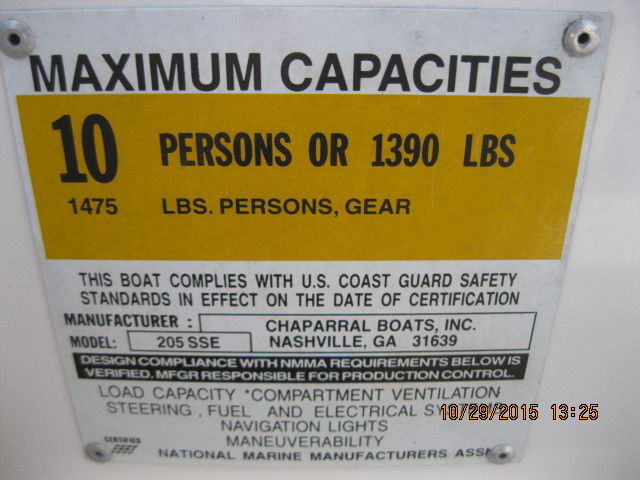 MAXIMUM CAPACITIES
10 PERSONS OR 1390 LBS
1475 LBS. PERSONS, GEAR
THIS BOAT COMPLIES WITH U.S. COAST GUARD SAFETY
STANDARDS IN EFFECT ON THE DATE OF CERTIFICATION
MANUFACTURER : CHAPARRAL BOATS, INC.
MODEL: 205 SSE NASHVILLE, GA 31639
DESIGN COMPLIANCE WITH NMMA REQUIREMENTS BELOW IS
VERIFIED. MFGR RESPONSIBLE FOR PRODUCTION CONTROL.
LOAD CAPACITY *COMPARTMENT VENTILATION
STEERING , FUEL AND ELECTRICAL
10/29/2015 13:25
NAVIGATION LIGHTS
MANEUVERABILITY
CERTIFIED
NATIONAL MARINE MANUFACTURERS